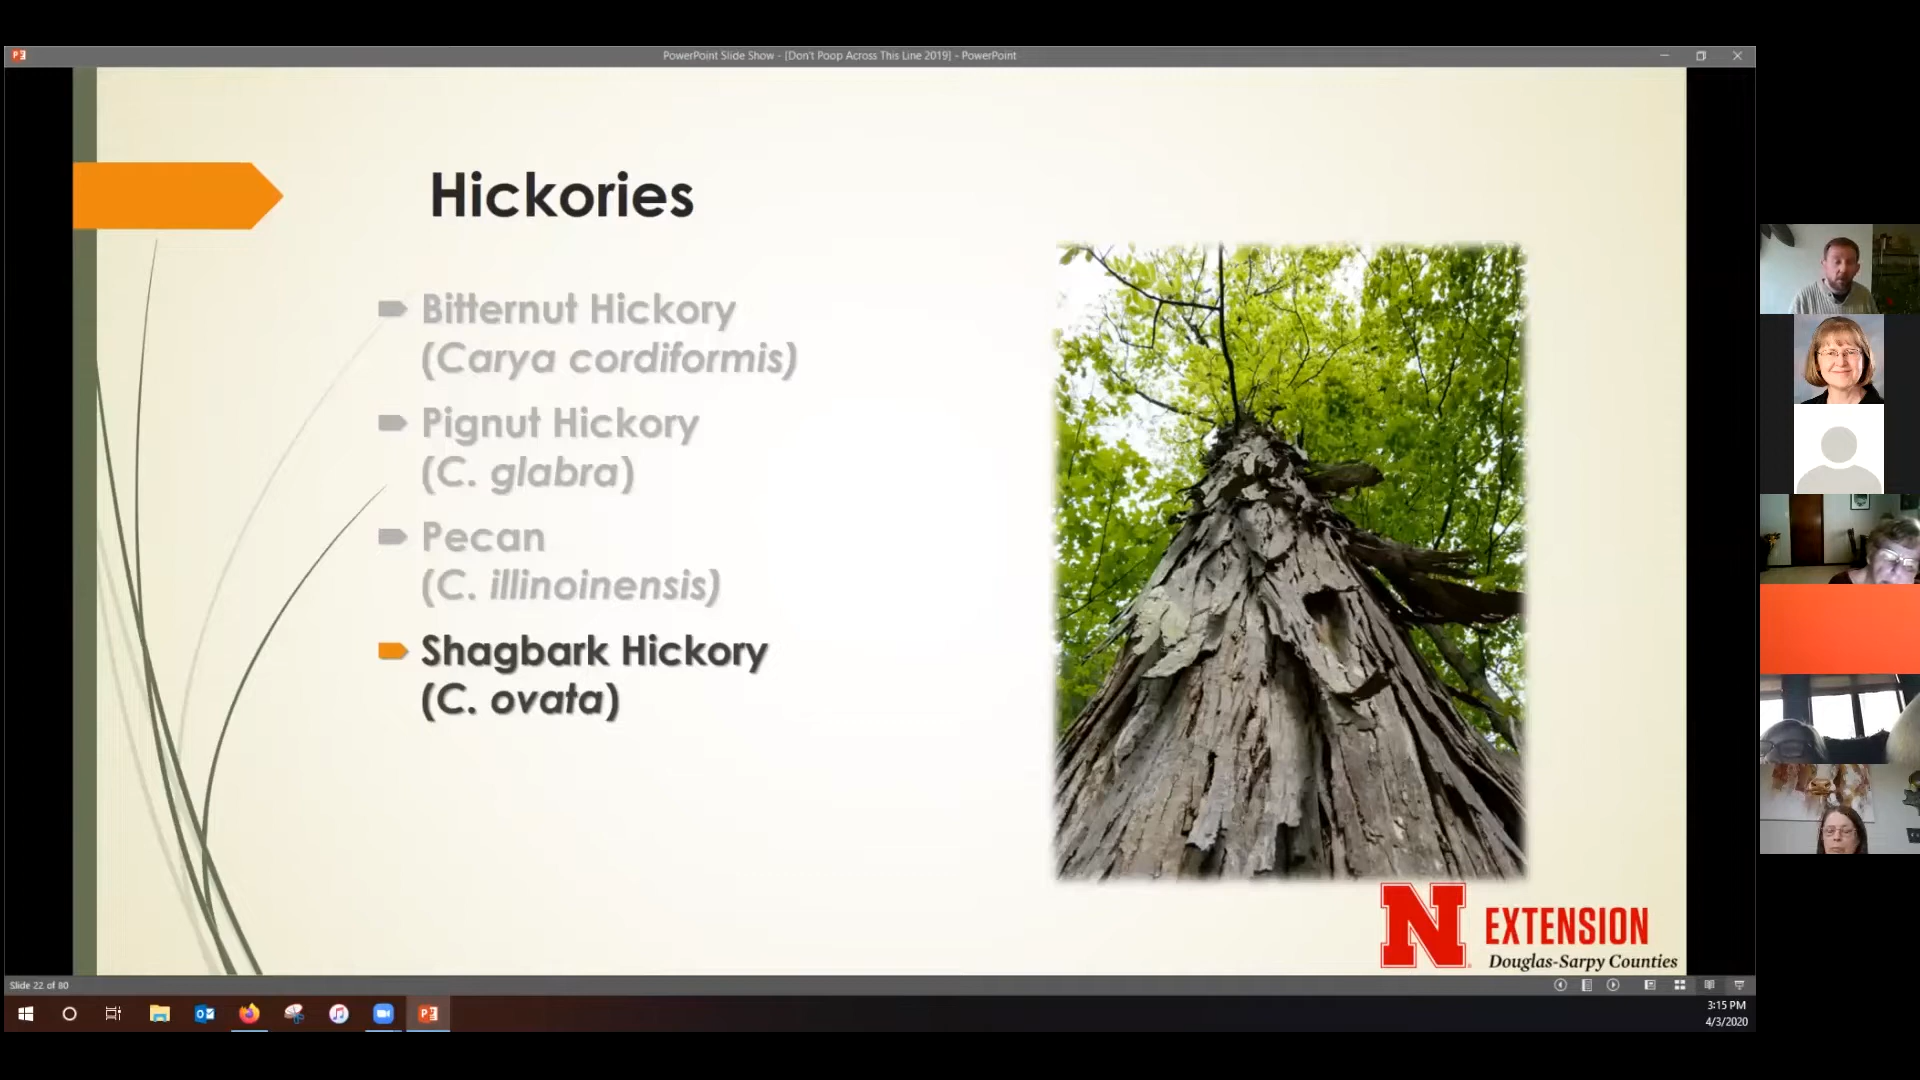 PowerPoint Slide Show - [Don't Poop Across This Line 2019] - PowerPoint
Hickories
Bitternut Hickory
(Carya cordiformis)
Pignut Hickory
(C. glabra)
Pecan
(C. illinoinensis)
Shagbark Hickory
(C. ovata)
N EXTENSION
Douglas-Sarpy Counties
Slide 22 of 80
3:15 PM
4/3/2020